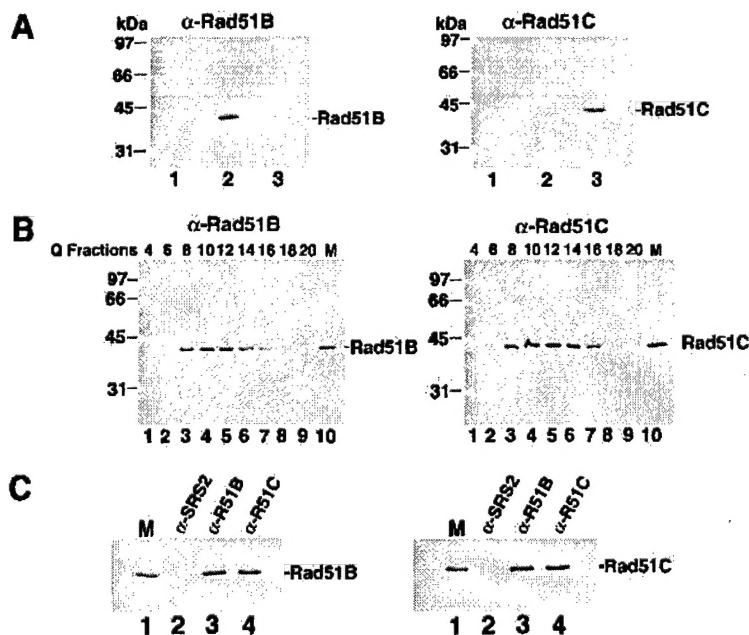 A
kDa
α-Rad51B
97–
66–
45–
31–
-Rad51B
1 2 3
kDa
α-Rad51C
97–
66–
45–
31–
-Rad51C
1 2 3
B
α-Rad51B
Q Fractions 4 6 8 10 12 14 16 18 20 M
97–
66–
45–
31–
-Rad51B
1 2 3 4 5 6 7 8 9 10
α-Rad51C
4 6 8 10 12 14 16 18 20 M
97–
66–
45–
31–
Rad51C
1 2 3 4 5 6 7 8 9 10
C
M α-SRS2 α-R51B α-R51C
-Rad51B
1 2 3 4
M α-SRS2 α-R51B α-R51C
-Rad51C
1 2 3 4